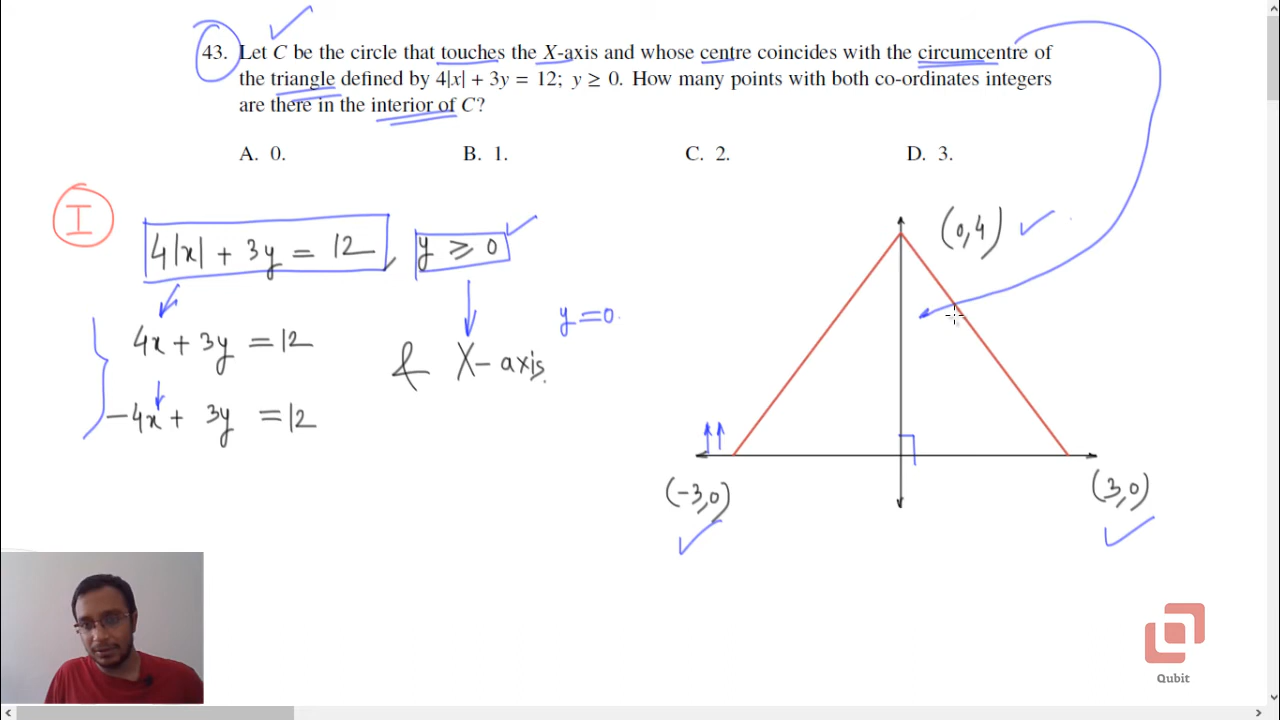 43. Let C be the circle that touches the X-axis and whose centre coincides with the circumcentre of
the triangle defined by 4|x| + 3y = 12; y ≥ 0. How many points with both co-ordinates integers
are there in the interior of C?
A. 0. B. 1. C. 2. D. 3.
I
4|x| + 3y = 12, y ≥ 0
(0,4)
y = 0.
4x + 3y = 12
& X-axis.
-4x + 3y = 12
(-3,0) (3,0)
Qubit